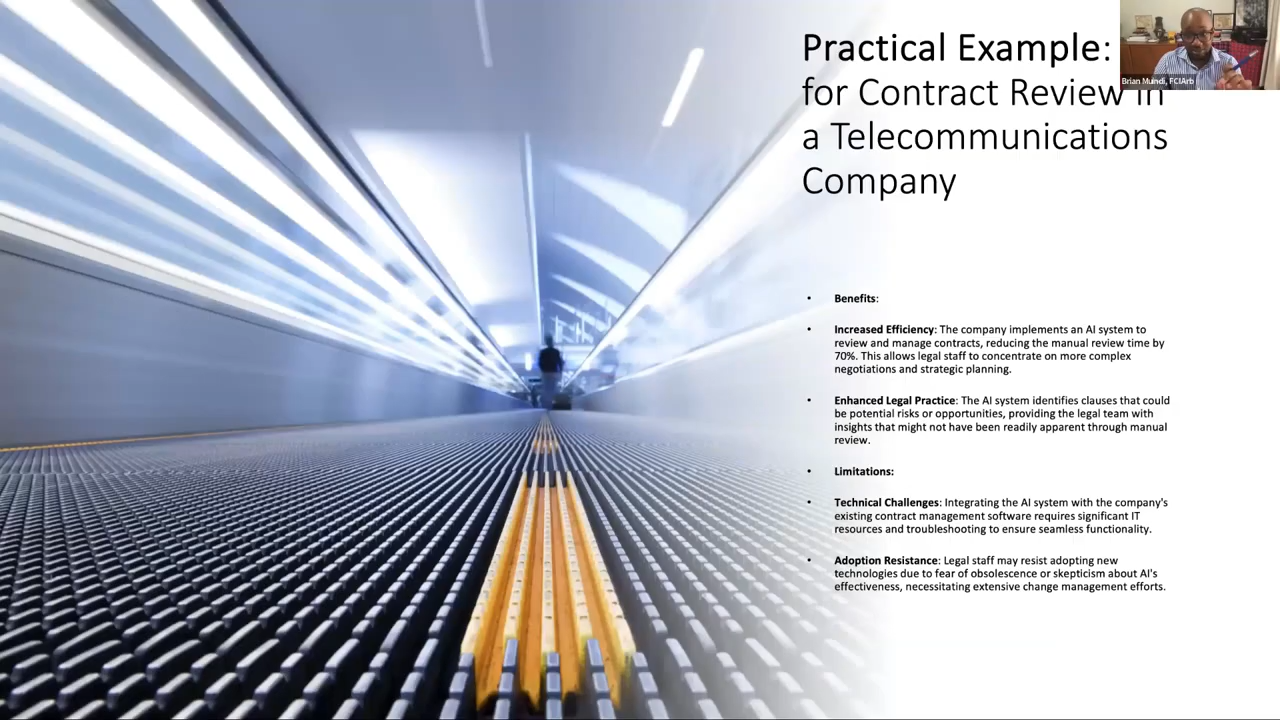 Practical Example:
for Contract Review in
a Telecommunications
Company
Brian Mundi, FCIArb
• Benefits:
• Increased Efficiency: The company implements an AI system to
review and manage contracts, reducing the manual review time by
70%. This allows legal staff to concentrate on more complex
negotiations and strategic planning.
• Enhanced Legal Practice: The AI system identifies clauses that could
be potential risks or opportunities, providing the legal team with
insights that might not have been readily apparent through manual
review.
• Limitations:
• Technical Challenges: Integrating the AI system with the company's
existing contract management software requires significant IT
resources and troubleshooting to ensure seamless functionality.
• Adoption Resistance: Legal staff may resist adopting new
technologies due to fear of obsolescence or skepticism about AI's
effectiveness, necessitating extensive change management efforts.